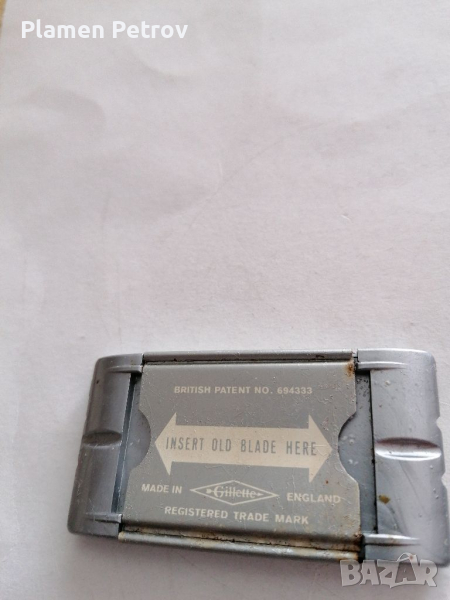 Plamen Petrov
BRITISH PATENT NO. 694333
INSERT OLD BLADE HERE
MADE IN Gillette ENGLAND
REGISTERED TRADE MARK
BAZAR